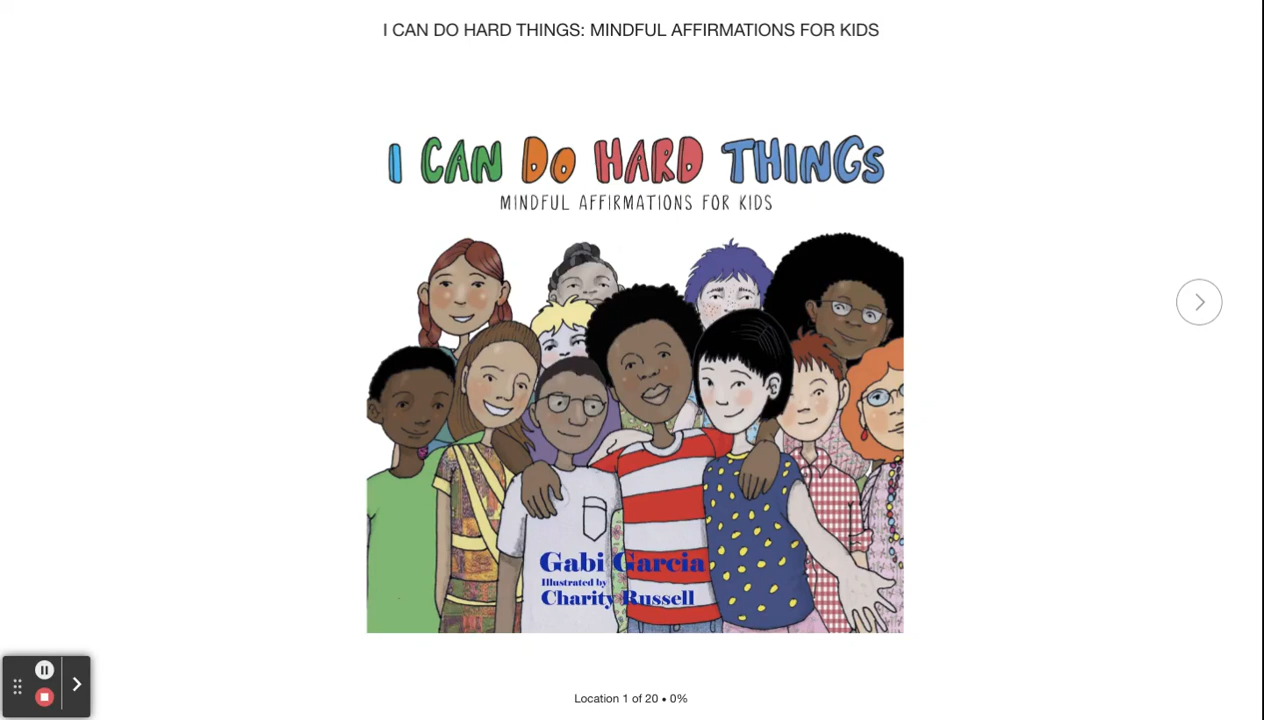 I CAN DO HARD THINGS: MINDFUL AFFIRMATIONS FOR KIDS
I CAN DO HARD THINGS
MINDFUL AFFIRMATIONS FOR KIDS
Gabi Garcia
Illustrated by
Charity Russell
Location 1 of 20 • 0%